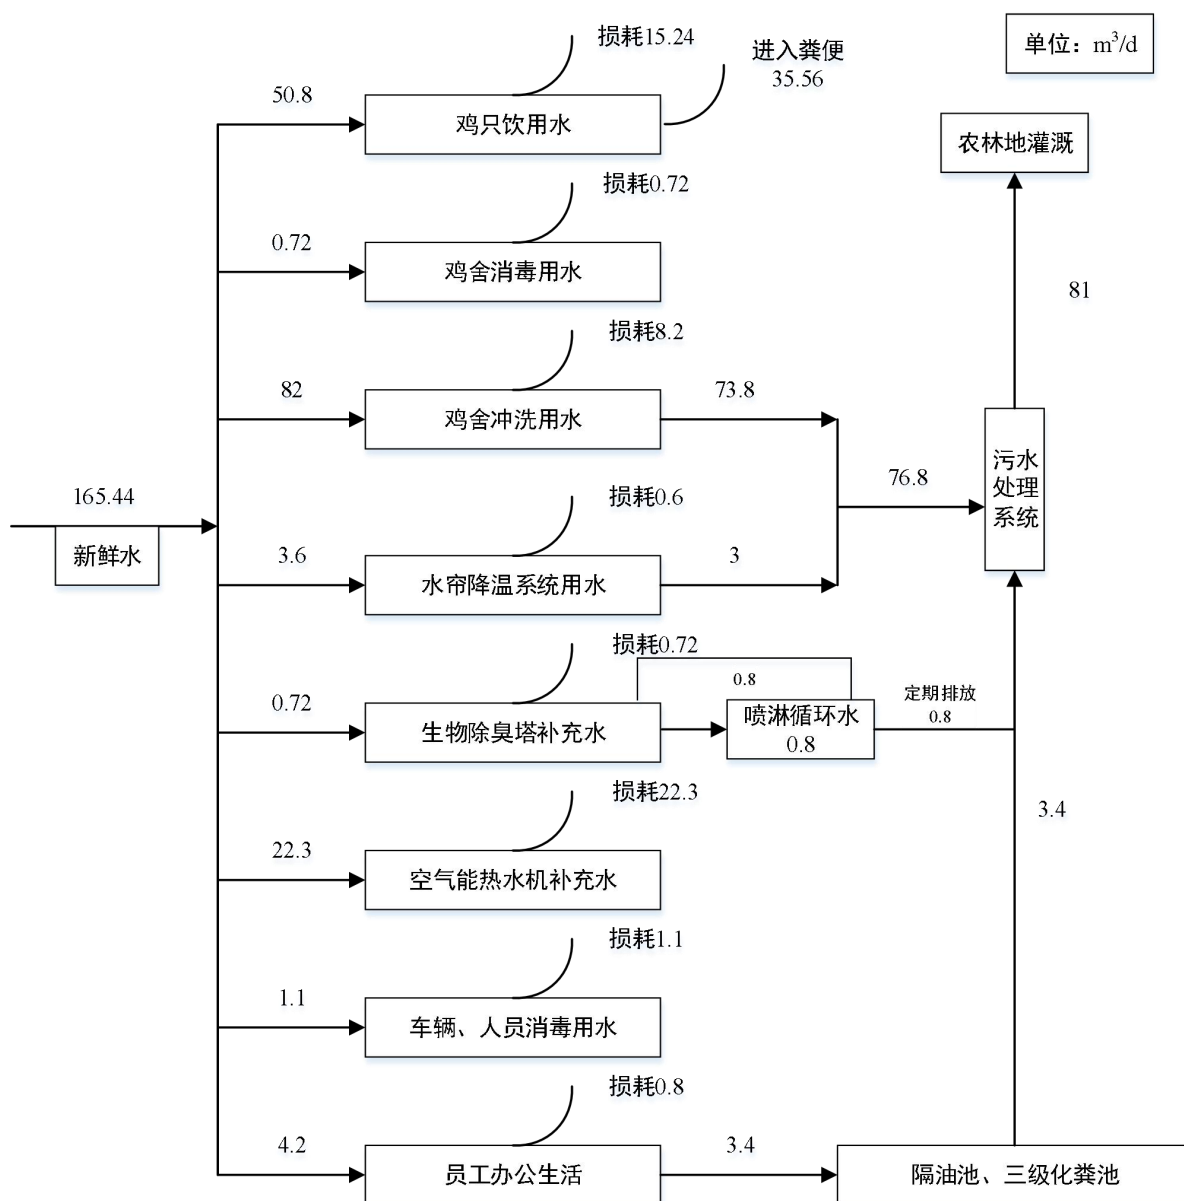 单位：m³/d
损耗15.24
进入粪便
35.56
50.8
鸡只饮用水
农林地灌溉
损耗0.72
0.72
鸡舍消毒用水
81
损耗8.2
82
鸡舍冲洗用水
73.8
污水
处理
系统
76.8
165.44
新鲜水
损耗0.6
3.6
水帘降温系统用水
3
损耗0.72
0.8
0.72
生物除臭塔补充水
喷淋循环水
0.8
定期排放
0.8
损耗22.3
3.4
22.3
空气能热水机补充水
损耗1.1
1.1
车辆、人员消毒用水
损耗0.8
4.2
员工办公生活
3.4
隔油池、三级化粪池